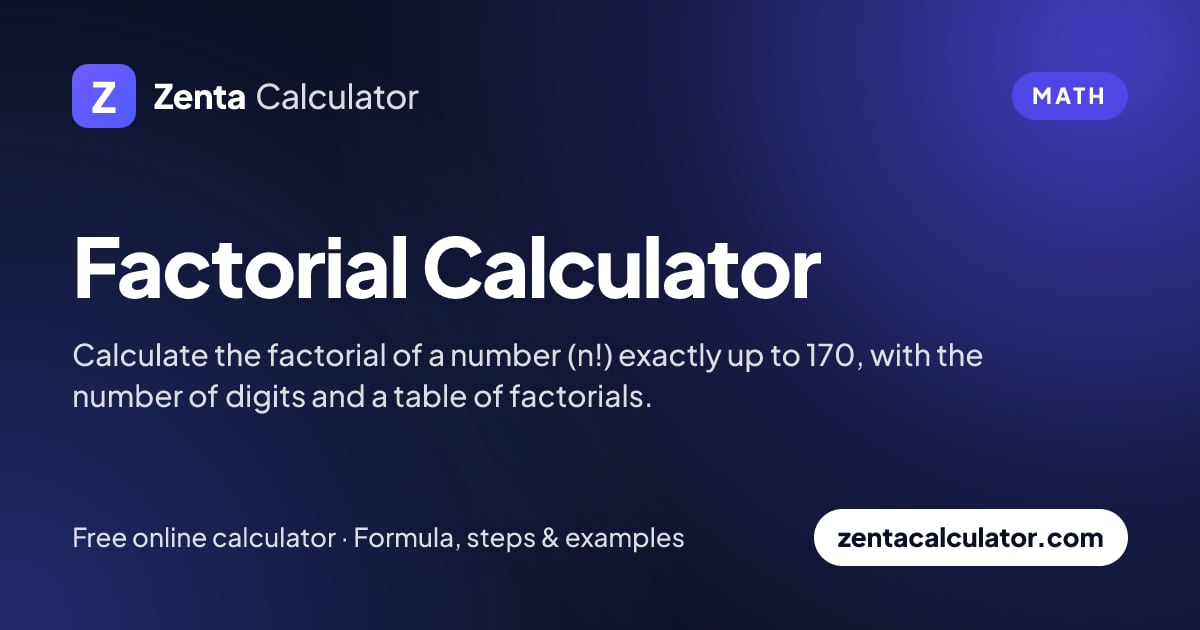 Z
Zenta Calculator
MATH
Factorial Calculator
Calculate the factorial of a number (n!) exactly up to 170, with the
number of digits and a table of factorials.
Free online calculator · Formula, steps & examples
zentacalculator.com